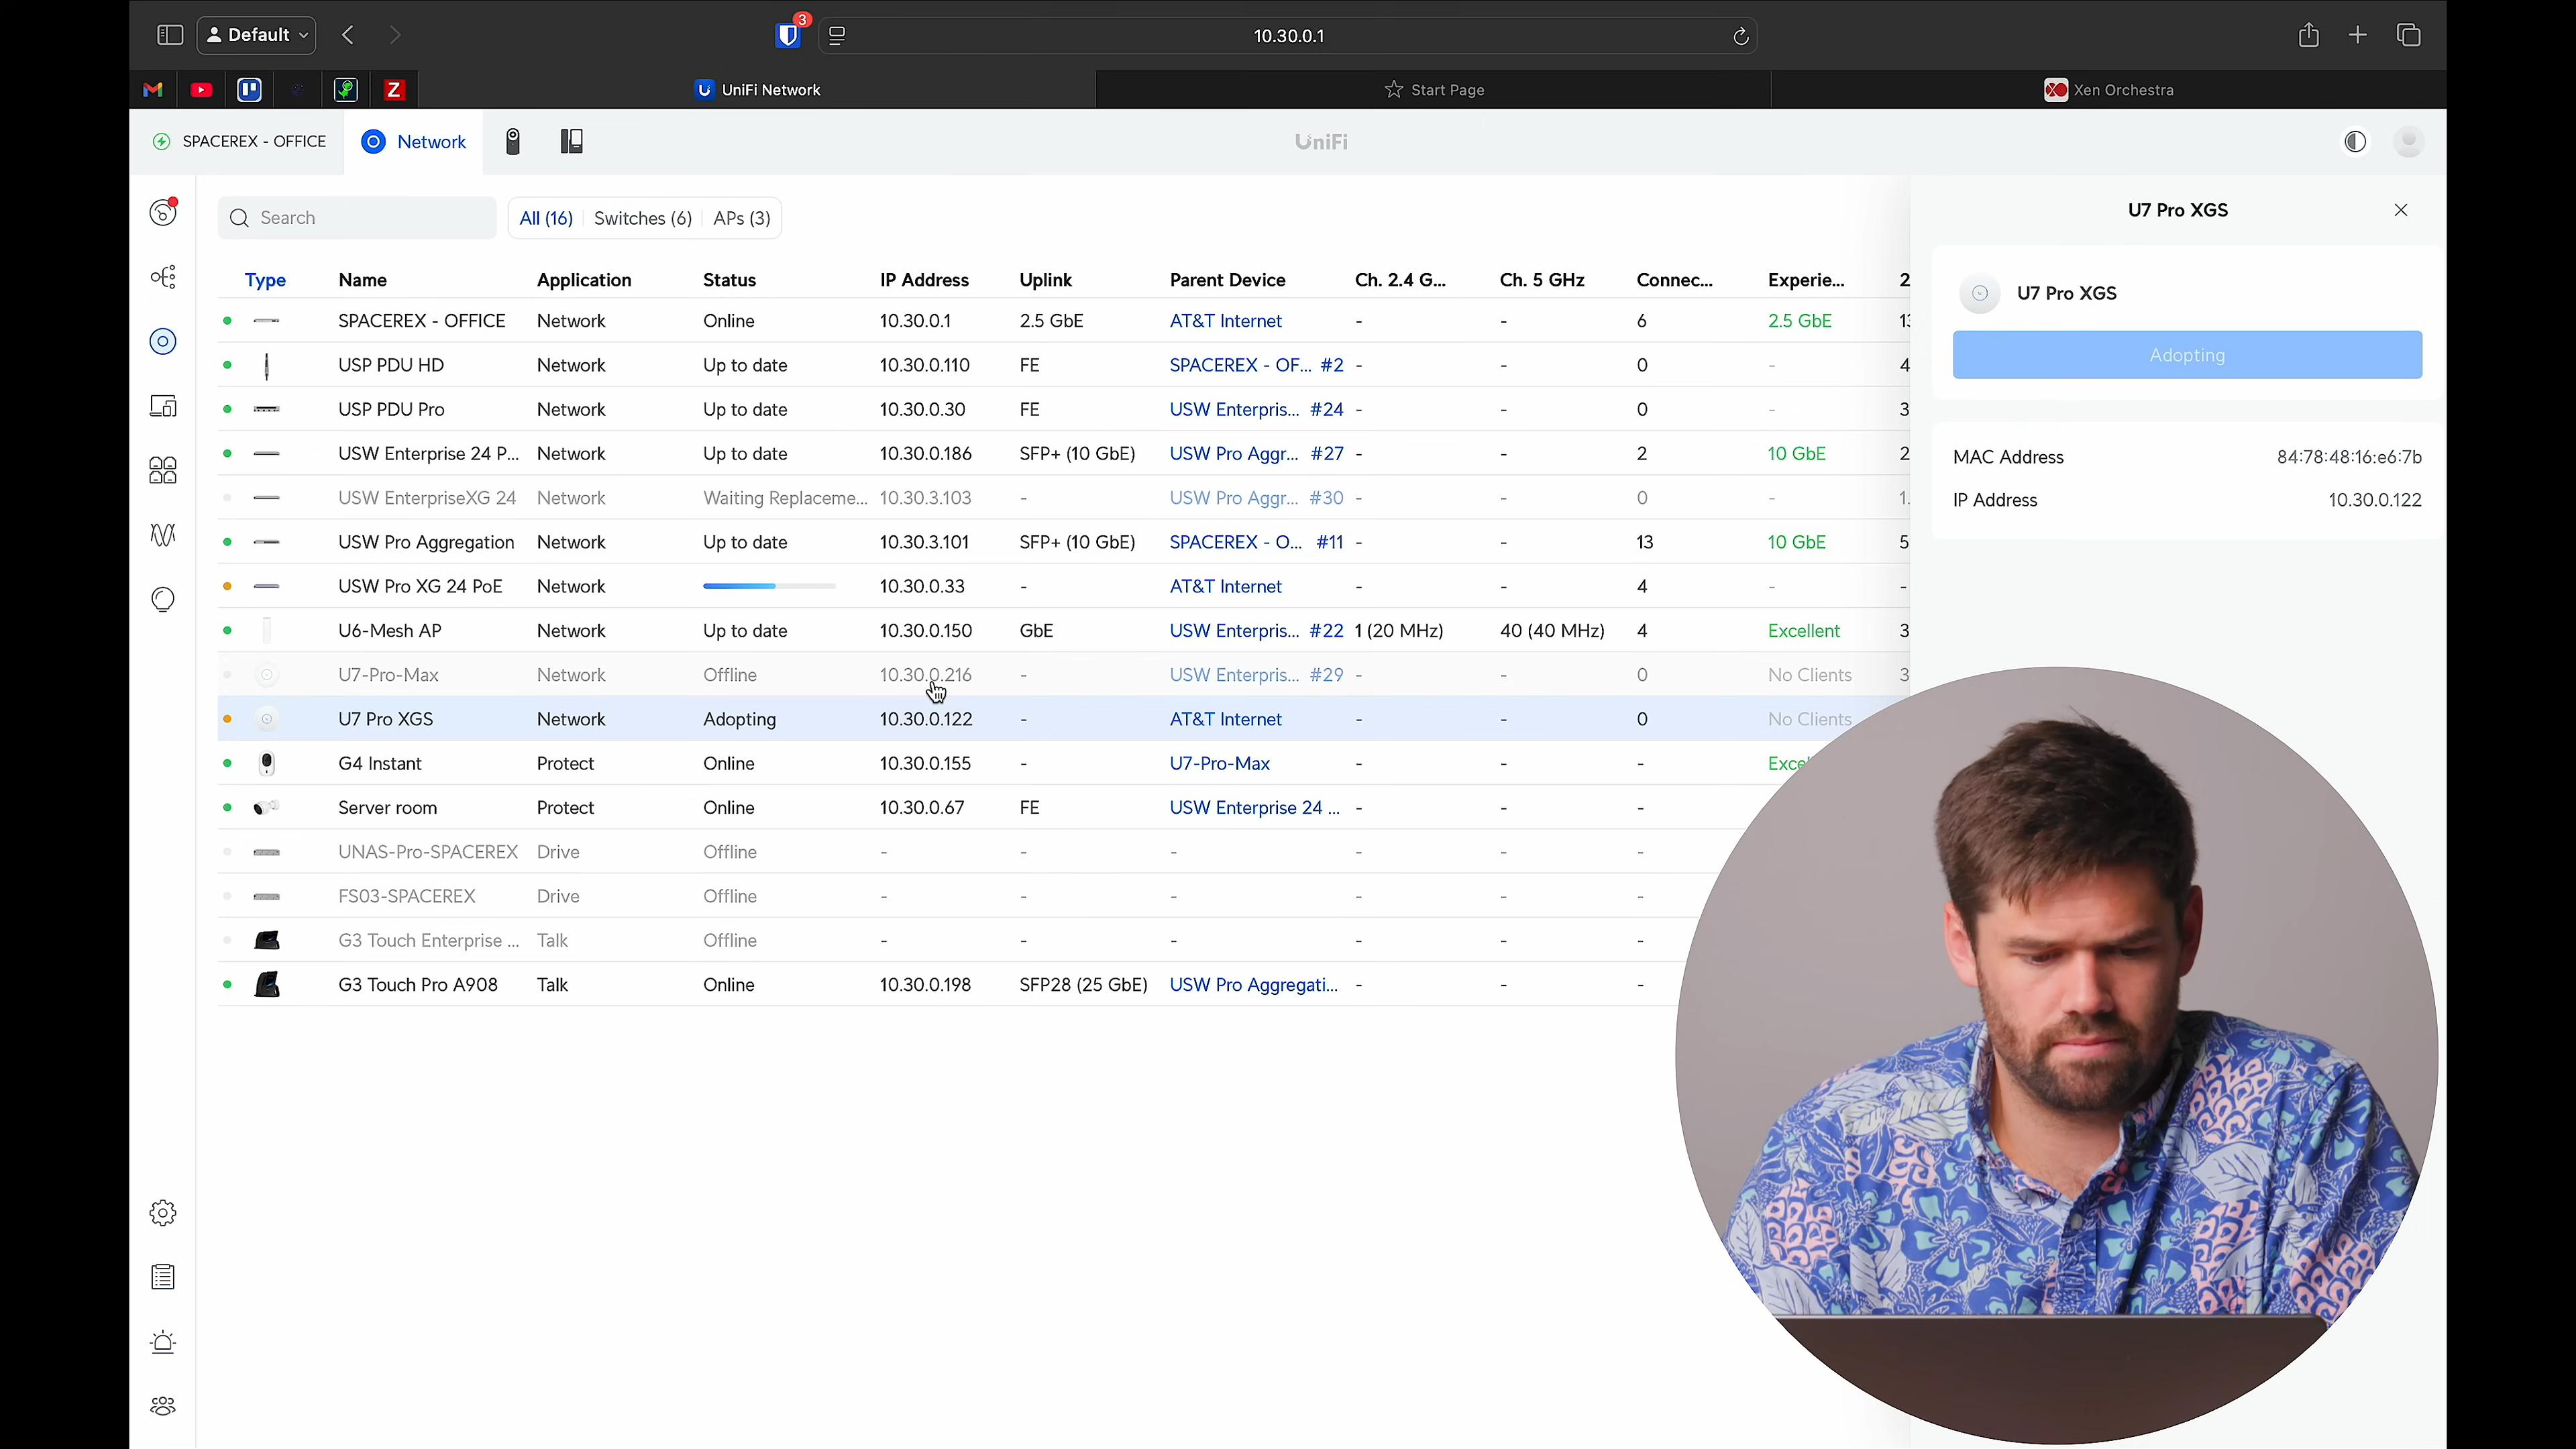 Default
3
10.30.0.1
Z
UniFi Network
Start Page
Xen Orchestra
SPACEREX - OFFICE
Network
UniFi
Search
All (16) Switches (6) APs (3)
Type Name Application Status IP Address Uplink Parent Device Ch. 2.4 G... Ch. 5 GHz Connec... Experie... 2
SPACEREX - OFFICE Network Online 10.30.0.1 2.5 GbE AT&T Internet - - 6 2.5 GbE
USP PDU HD Network Up to date 10.30.0.110 FE SPACEREX - OF... #2 - - 0 - 4
USP PDU Pro Network Up to date 10.30.0.30 FE USW Enterpris... #24 - - 0 - 3
USW Enterprise 24 P... Network Up to date 10.30.0.186 SFP+ (10 GbE) USW Pro Aggr... #27 - - 2 10 GbE 2
USW EnterpriseXG 24 Network Waiting Replaceme... 10.30.3.103 - USW Pro Aggr... #30 - - 0 - 1.
USW Pro Aggregation Network Up to date 10.30.3.101 SFP+ (10 GbE) SPACEREX - O... #11 - - 13 10 GbE 5
USW Pro XG 24 PoE Network 10.30.0.33 - AT&T Internet - - 4 - -
U6-Mesh AP Network Up to date 10.30.0.150 GbE USW Enterpris... #22 1 (20 MHz) 40 (40 MHz) 4 Excellent 3
U7-Pro-Max Network Offline 10.30.0.216 - USW Enterpris... #29 - - 0 No Clients 3
U7 Pro XGS Network Adopting 10.30.0.122 - AT&T Internet - - 0 No Clients
G4 Instant Protect Online 10.30.0.155 - U7-Pro-Max - - -
Server room Protect Online 10.30.0.67 FE USW Enterprise 24 ... - - -
UNAS-Pro-SPACEREX Drive Offline - - - - - -
FS03-SPACEREX Drive Offline - - - - - -
G3 Touch Enterprise ... Talk Offline - - - - - -
G3 Touch Pro A908 Talk Online 10.30.0.198 SFP28 (25 GbE) USW Pro Aggregati... - - -
U7 Pro XGS
U7 Pro XGS
Adopting
MAC Address 84:78:48:16:e6:7b
IP Address 10.30.0.122